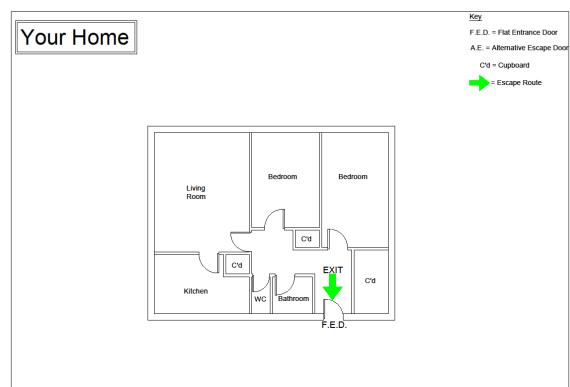 Your Home
Key
F.E.D. = Flat Entrance Door
A.E. = Alternative Escape Door
C'd = Cupboard
= Escape Route
Bedroom
Bedroom
Living
Room
C'd
C'd
EXIT
C'd
Kitchen
WC
Bathroom
F.E.D.